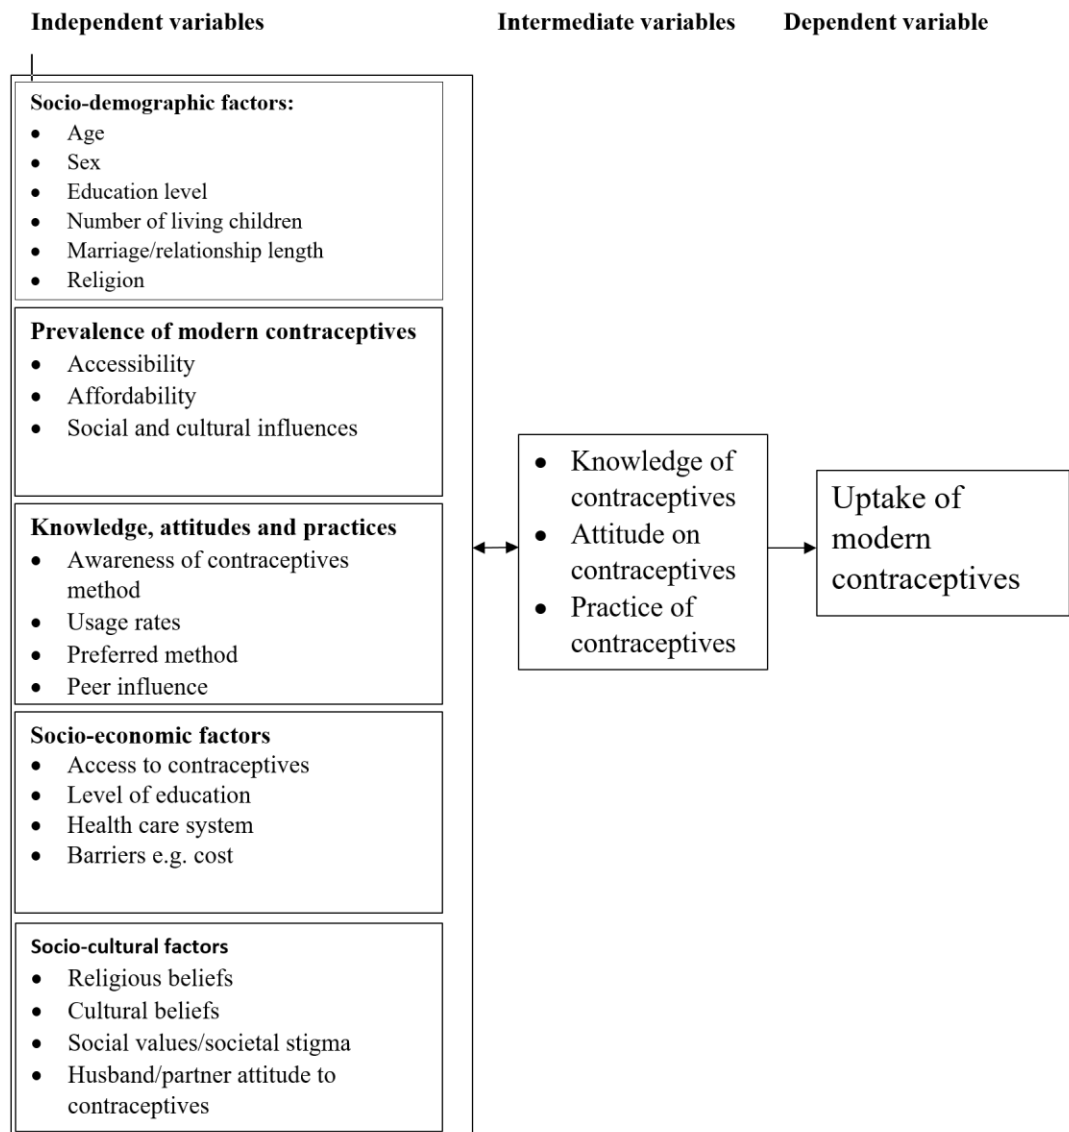 Independent variables
Intermediate variables
Dependent variable
Socio-demographic factors:
• Age
• Sex
• Education level
• Number of living children
• Marriage/relationship length
• Religion
Prevalence of modern contraceptives
• Accessibility
• Affordability
• Social and cultural influences
Knowledge, attitudes and practices
• Awareness of contraceptives
method
• Usage rates
• Preferred method
• Peer influence
Socio-economic factors
• Access to contraceptives
• Level of education
• Health care system
• Barriers e.g. cost
Socio-cultural factors
• Religious beliefs
• Cultural beliefs
• Social values/societal stigma
• Husband/partner attitude to
contraceptives
• Knowledge of
contraceptives
• Attitude on
contraceptives
• Practice of
contraceptives
Uptake of
modern
contraceptives